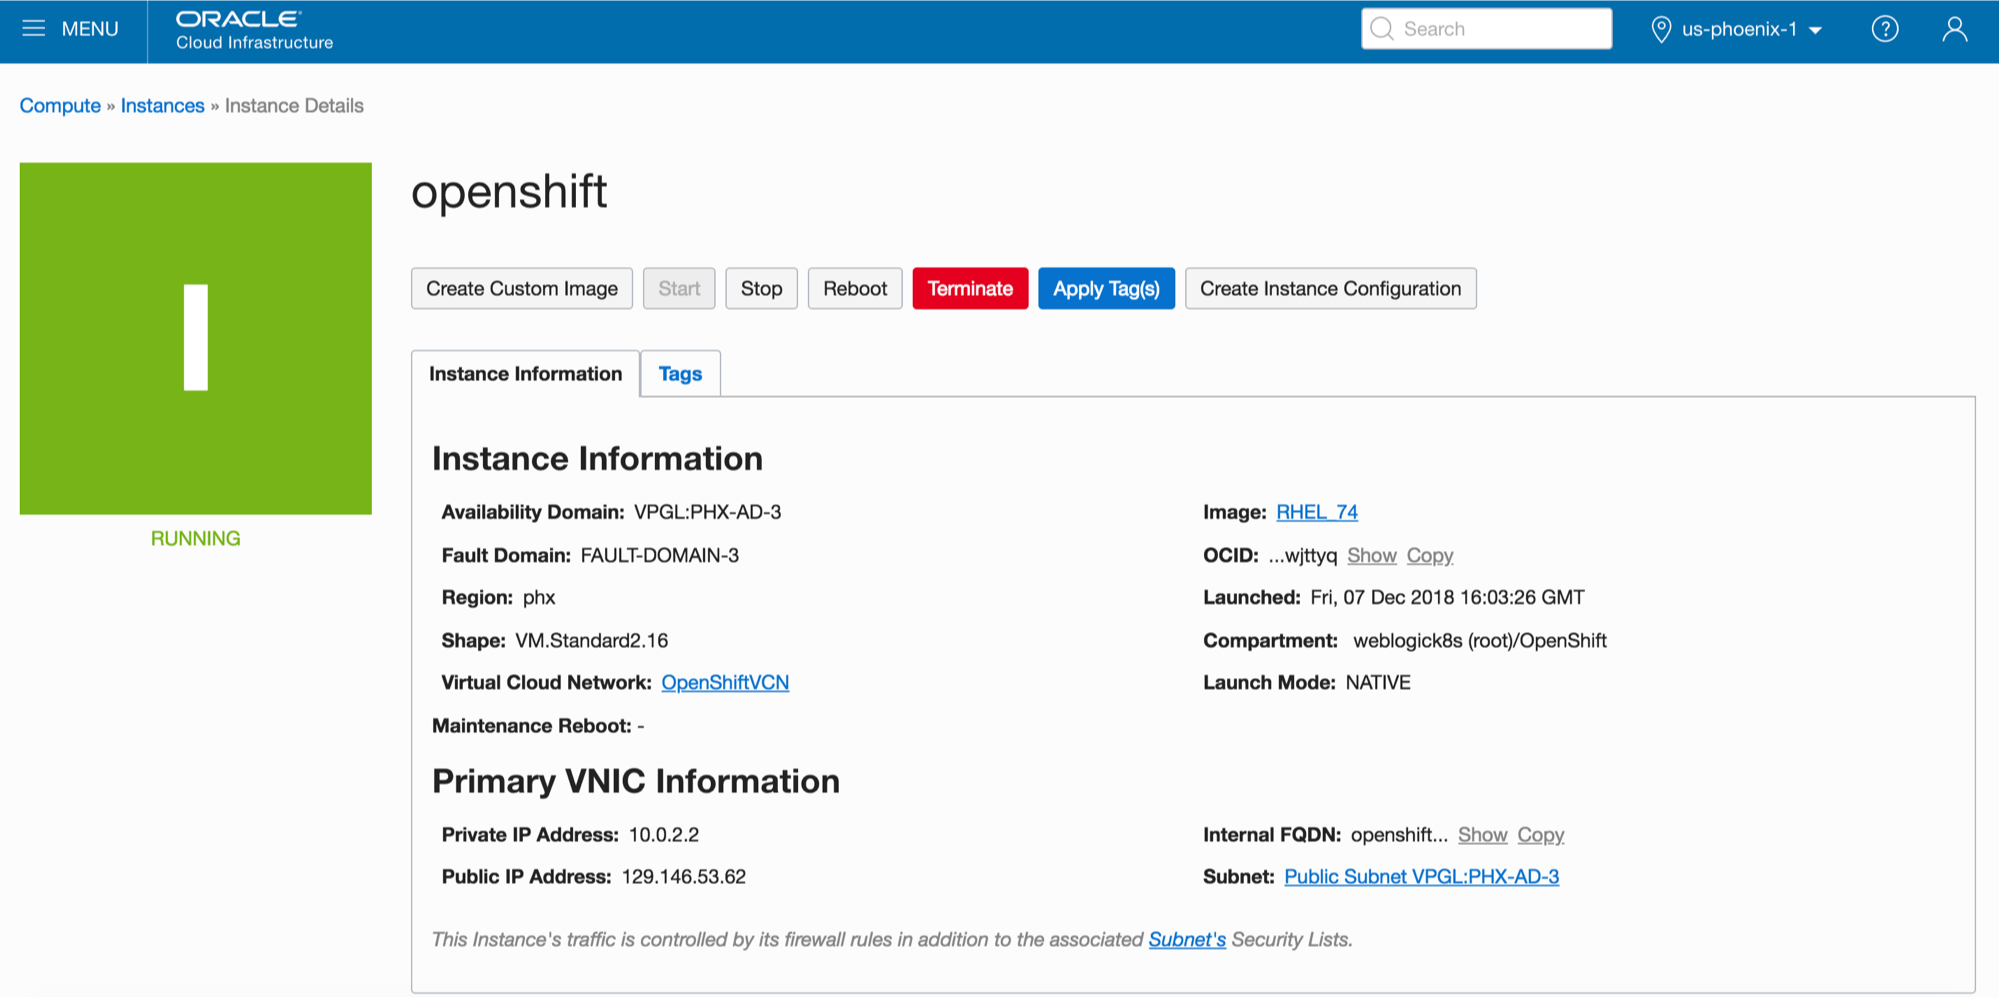 MENU
ORACLE
Cloud Infrastructure
Search
us-phoenix-1
?
Compute » Instances » Instance Details
I
RUNNING
openshift
Create Custom Image Start Stop Reboot Terminate Apply Tag(s) Create Instance Configuration
Instance Information Tags
Instance Information
Availability Domain: VPGL:PHX-AD-3
Fault Domain: FAULT-DOMAIN-3
Region: phx
Shape: VM.Standard2.16
Virtual Cloud Network: OpenShiftVCN
Maintenance Reboot: -
Image: RHEL_74
OCID: ...wjttyq Show Copy
Launched: Fri, 07 Dec 2018 16:03:26 GMT
Compartment: weblogick8s (root)/OpenShift
Launch Mode: NATIVE
Primary VNIC Information
Private IP Address: 10.0.2.2
Public IP Address: 129.146.53.62
Internal FQDN: openshift... Show Copy
Subnet: Public Subnet VPGL:PHX-AD-3
This Instance's traffic is controlled by its firewall rules in addition to the associated Subnet's Security Lists.